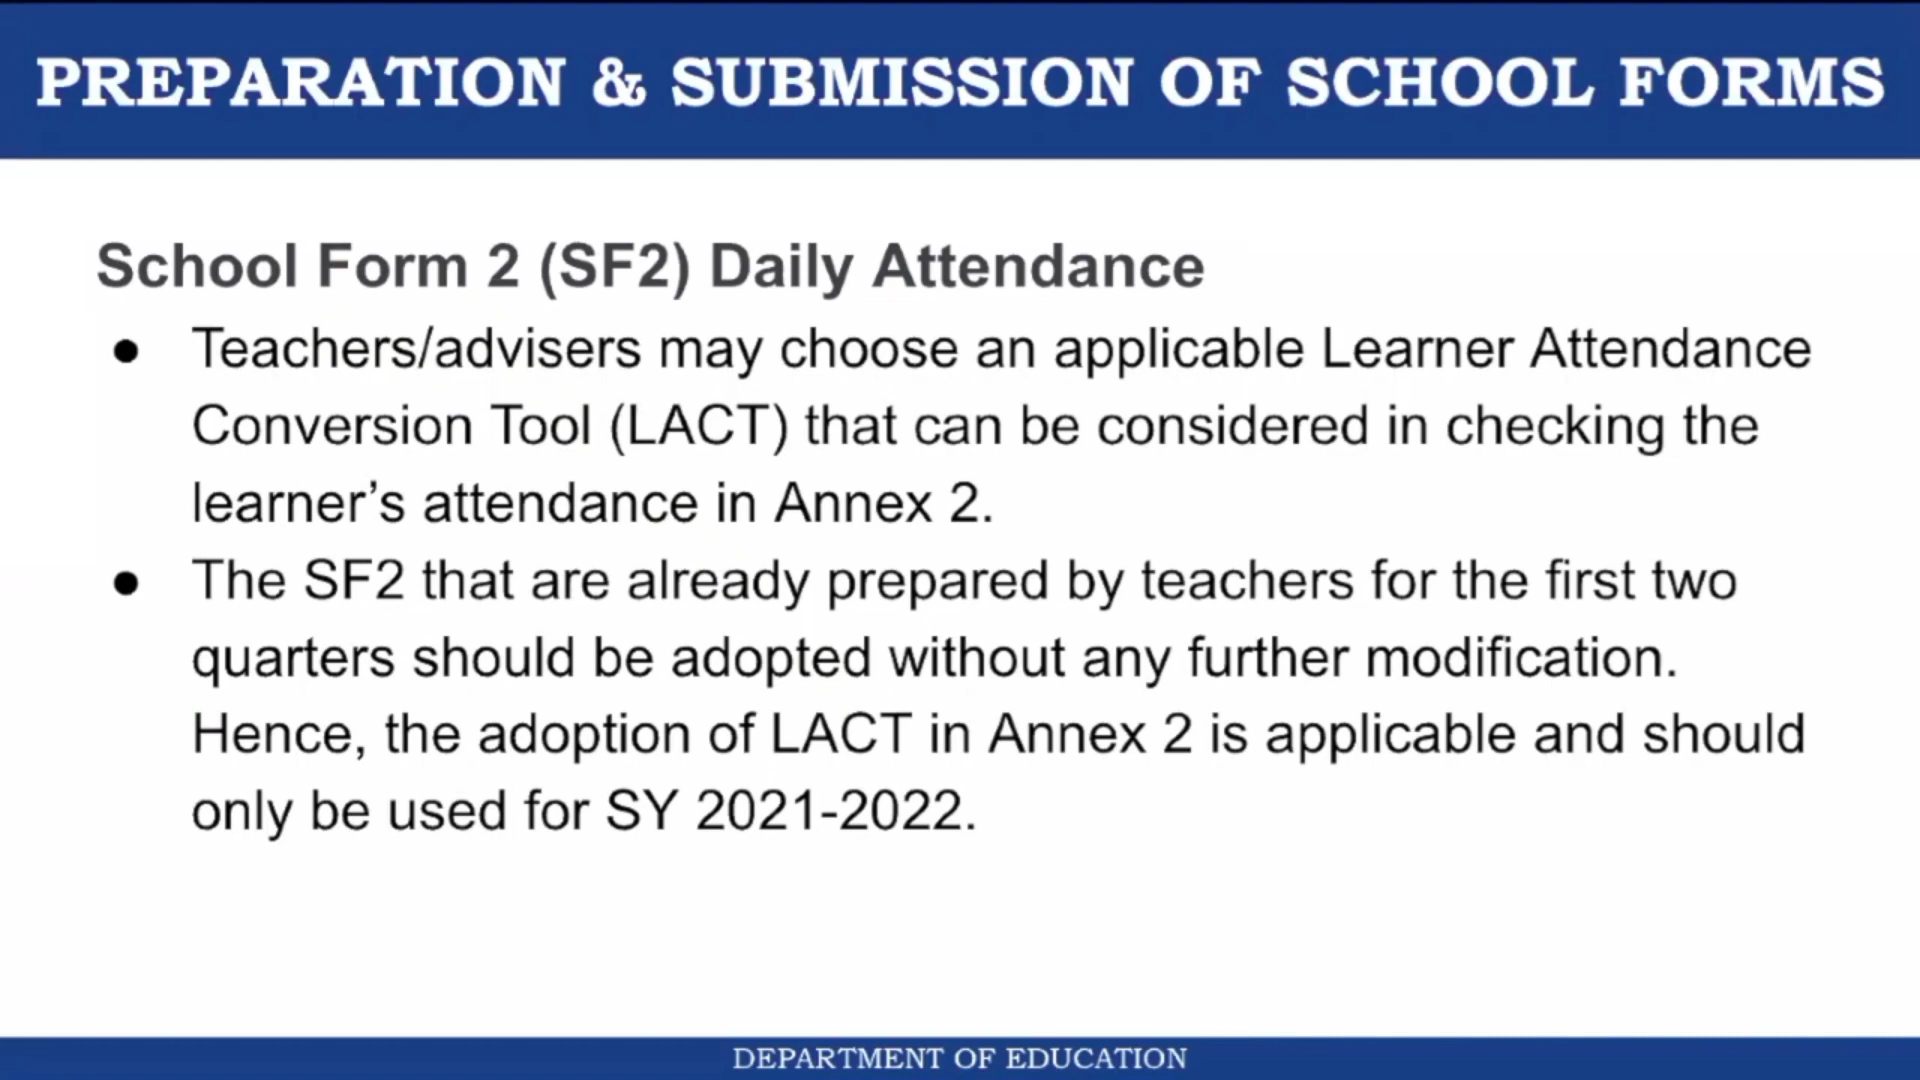 PREPARATION & SUBMISSION OF SCHOOL FORMS
School Form 2 (SF2) Daily Attendance
● Teachers/advisers may choose an applicable Learner Attendance
Conversion Tool (LACT) that can be considered in checking the
learner’s attendance in Annex 2.
● The SF2 that are already prepared by teachers for the first two
quarters should be adopted without any further modification.
Hence, the adoption of LACT in Annex 2 is applicable and should
only be used for SY 2021-2022.
DEPARTMENT OF EDUCATION